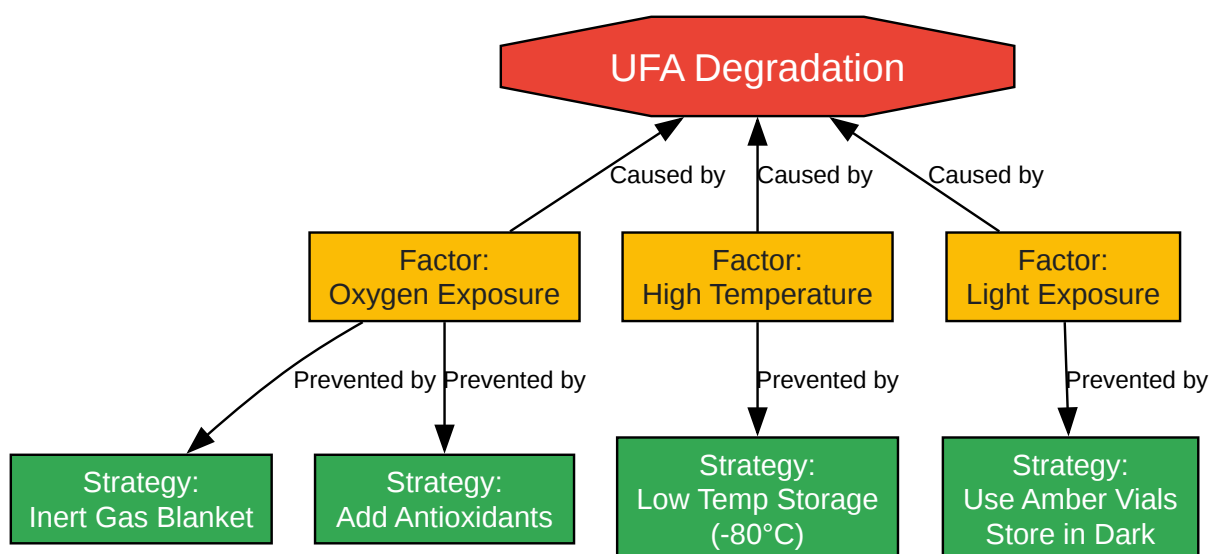 UFA Degradation
Caused by
Caused by
Caused by
Factor:
Oxygen Exposure
Factor:
High Temperature
Factor:
Light Exposure
Prevented by
Prevented by
Prevented by
Prevented by
Strategy:
Inert Gas Blanket
Strategy:
Add Antioxidants
Strategy:
Low Temp Storage
(-80°C)
Strategy:
Use Amber Vials
Store in Dark